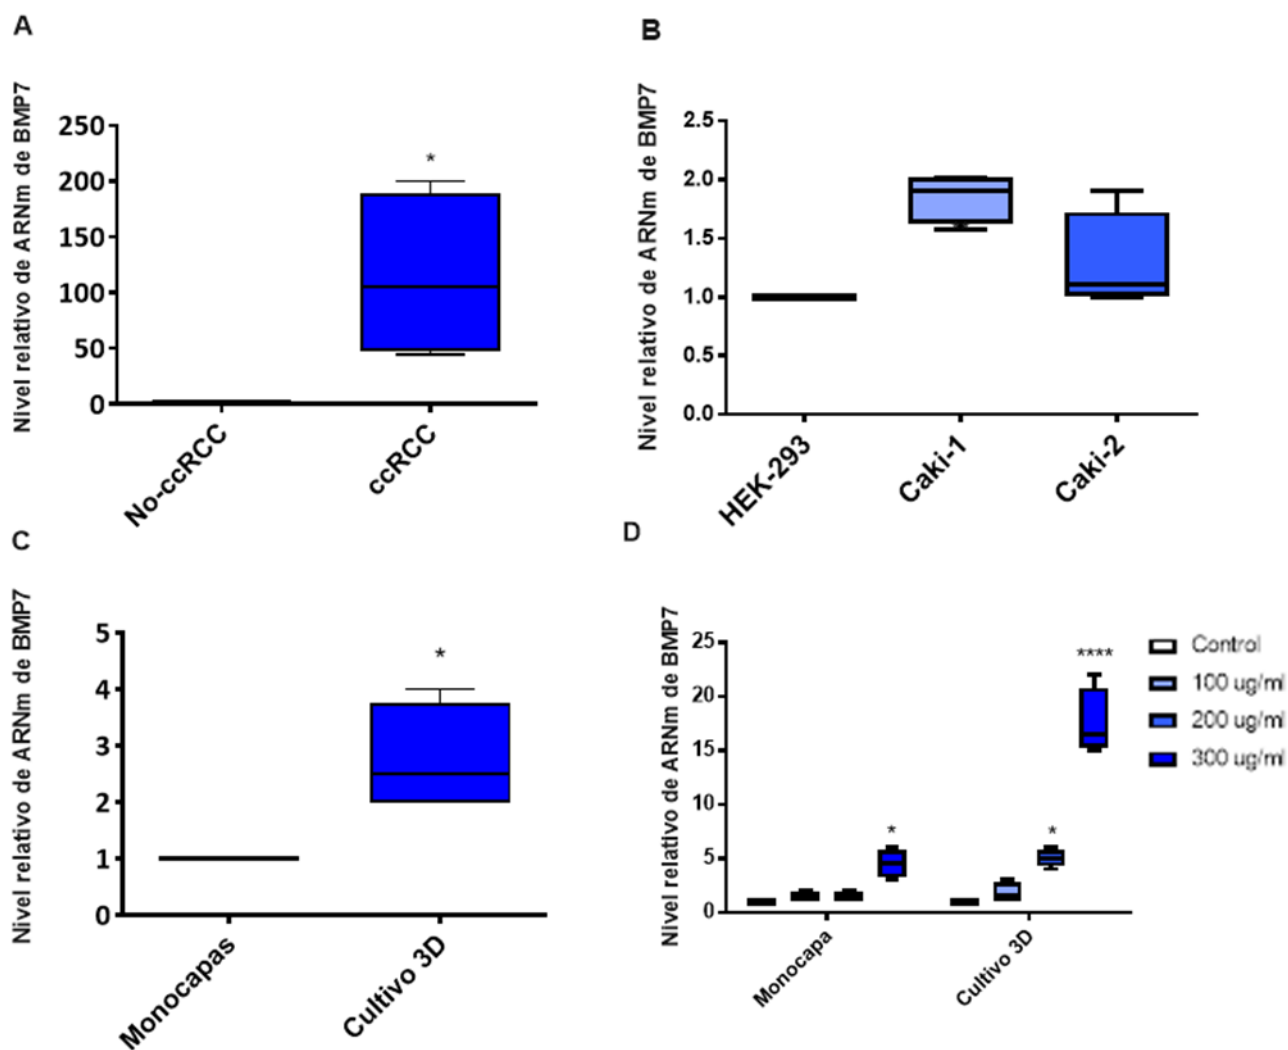 A
Nivel relativo de ARNm de BMP7
250
200
150
100
50
0
*
No-ccRCC
ccRCC
B
Nivel relativo de ARNm de BMP7
2.5
2.0
1.5
1.0
0.5
0.0
HEK-293
Caki-1
Caki-2
C
Nivel relativo de ARNm de BMP7
5
4
3
2
1
0
*
Monocapas
Cultivo 3D
D
Nivel relativo de ARNm de BMP7
25
20
15
10
5
0
*
*
****
Monocapa
Cultivo 3D
Control
100 ug/ml
200 ug/ml
300 ug/ml